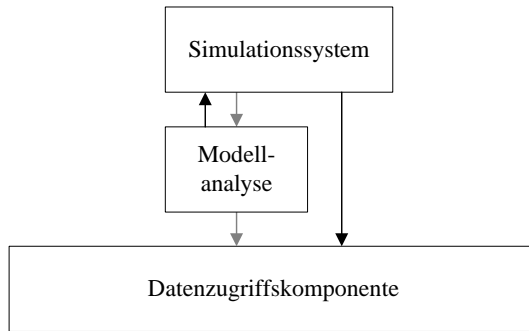 Simulationssystem
Modell-
analyse
Datenzugriffskomponente